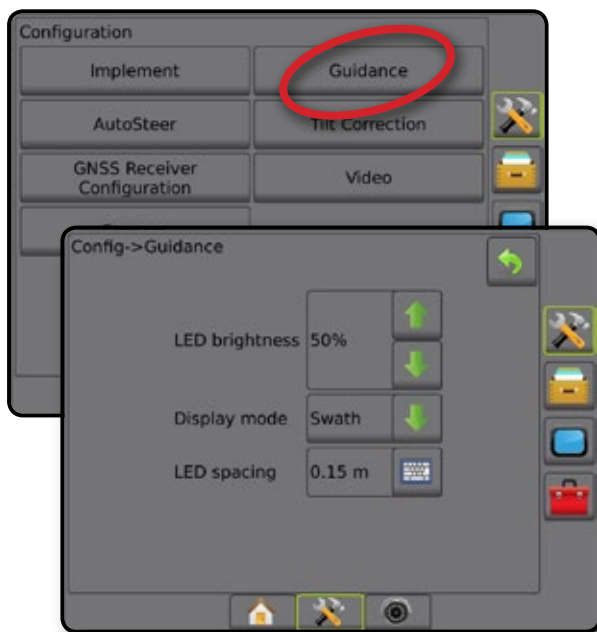 Configuration
Implement
Guidance
AutoSteer
Tilt Correction
GNSS Receiver
Configuration
Video
Config->Guidance
LED brightness 50%
Display mode Swath
LED spacing 0.15 m